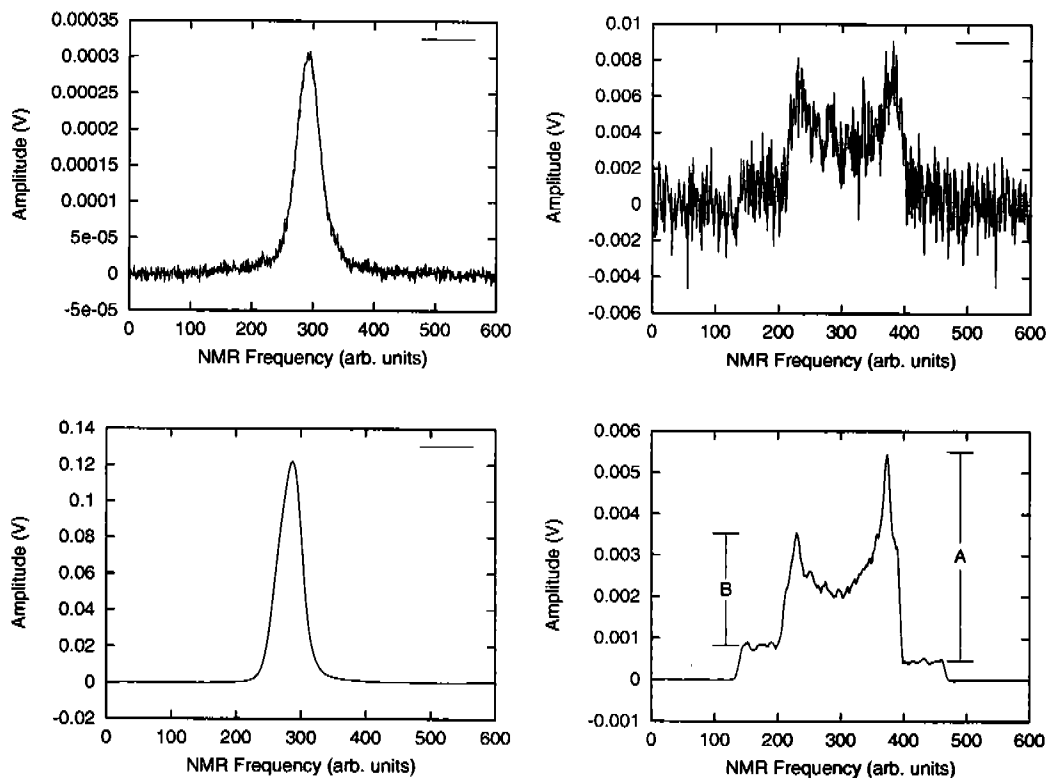 0.00035
0.0003
0.00025
0.0002
0.00015
0.0001
5e-05
0
-5e-05
0 100 200 300 400 500 600
Amplitude (V)
NMR Frequency (arb. units)
0.01
0.008
0.006
0.004
0.002
0
-0.002
-0.004
-0.006
0 100 200 300 400 500 600
Amplitude (V)
NMR Frequency (arb. units)
0.14
0.12
0.1
0.08
0.06
0.04
0.02
0
-0.02
0 100 200 300 400 500 600
Amplitude (V)
NMR Frequency (arb. units)
0.006
0.005
0.004
0.003
0.002
0.001
0
-0.001
0 100 200 300 400 500 600
Amplitude (V)
NMR Frequency (arb. units)
B
A